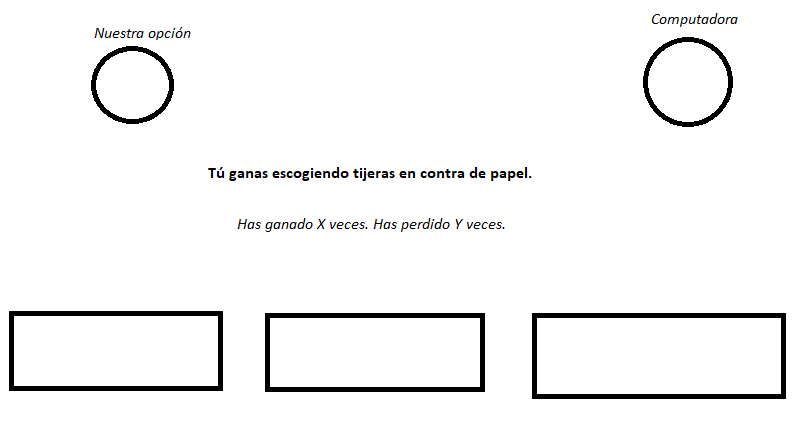 Nuestra opción
Computadora
Tú ganas escogiendo tijeras en contra de papel.
Has ganado X veces. Has perdido Y veces.